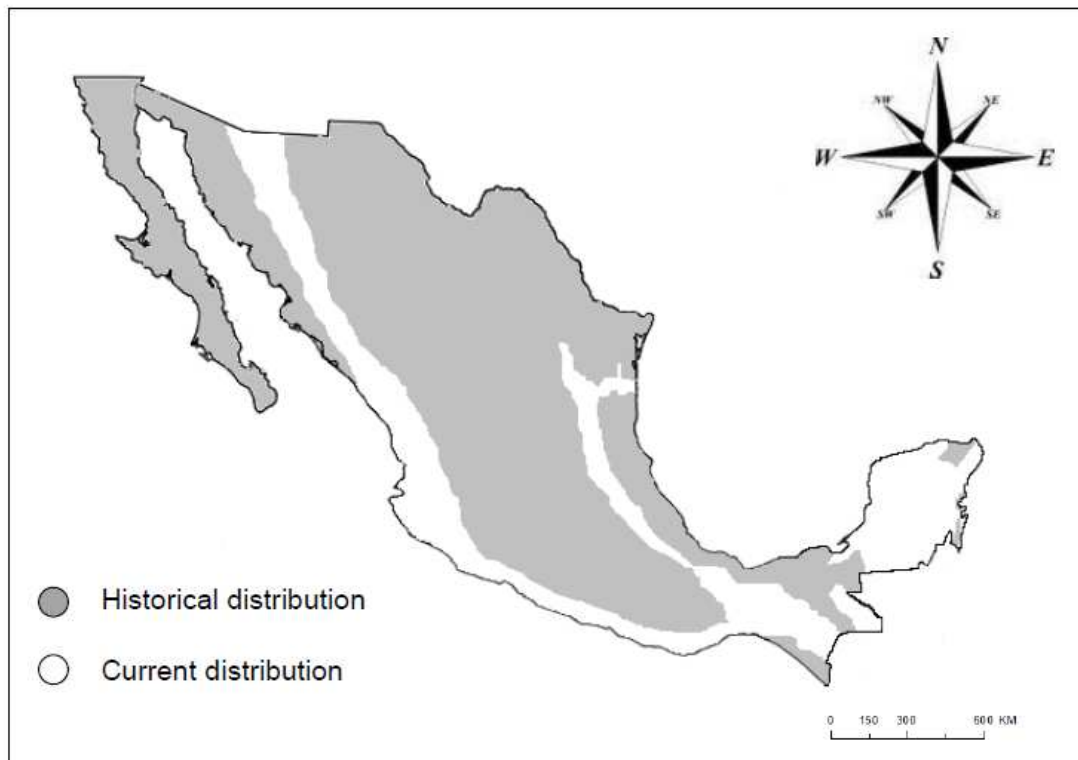 N
NW NE
W E
SW SE
S
Historical distribution
Current distribution
0 150 300 600 KM